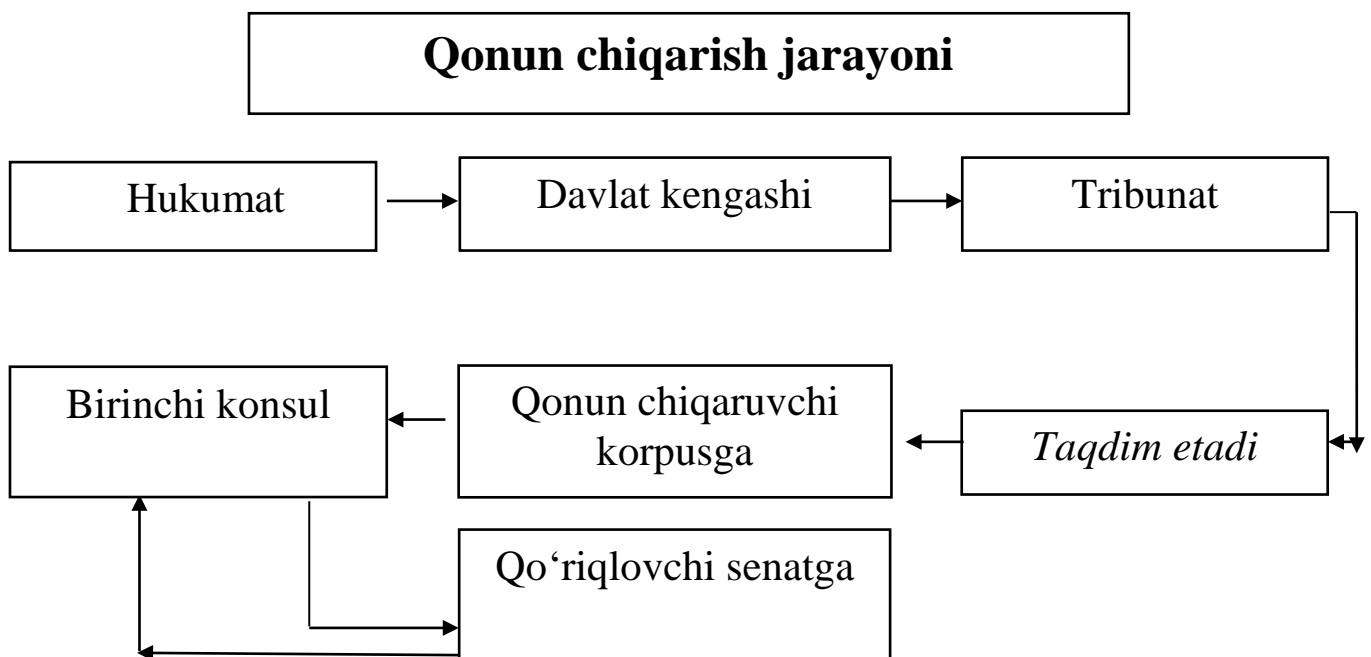 Qonun chiqarish jarayoni
Hukumat
Davlat kengashi
Tribunat
Birinchi konsul
Qonun chiqaruvchi
korpusga
Taqdim etadi
Qo‘riqlovchi senatga